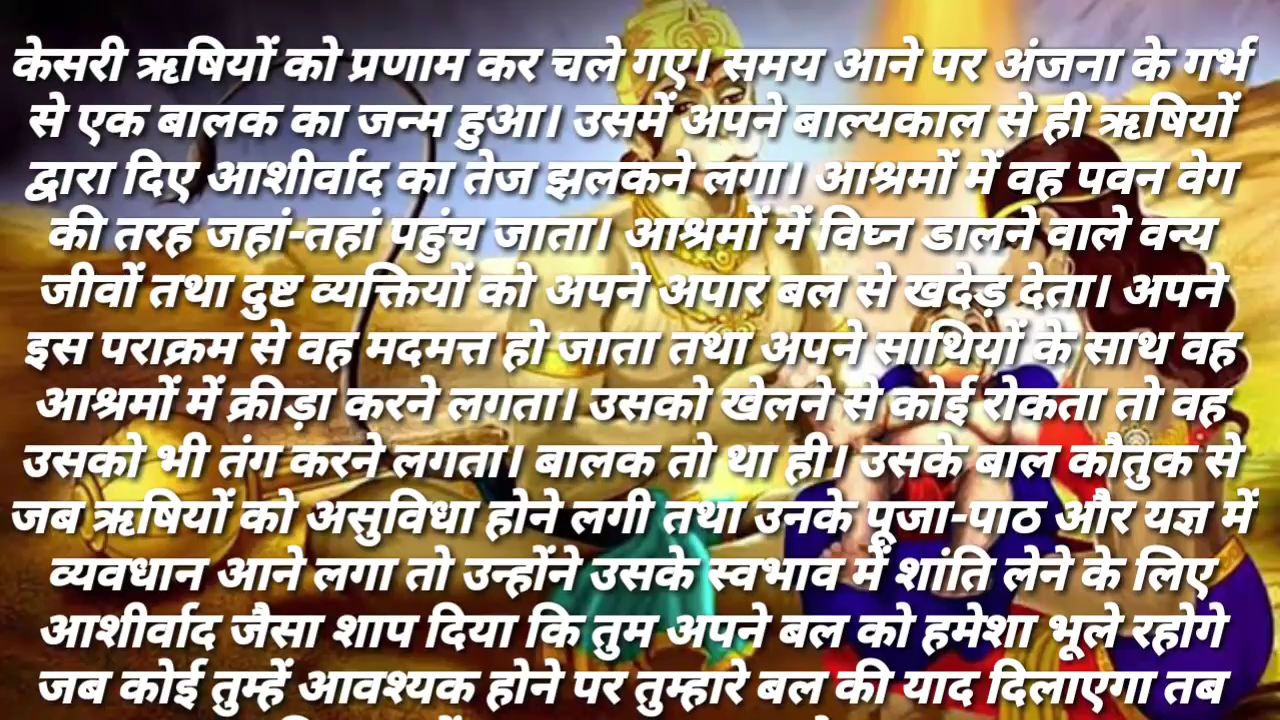 केसरी ऋषियों को प्रणाम कर चले गए। समय आने पर अंजना के गर्भ
से एक बालक का जन्म हुआ। उसमें अपने बाल्यकाल से ही ऋषियों
द्वारा दिए आशीर्वाद का तेज झलकने लगा। आश्रमों में वह पवन वेग
की तरह जहां-तहां पहुंच जाता। आश्रमों में विघ्न डालने वाले वन्य
जीवों तथा दुष्ट व्यक्तियों को अपने अपार बल से खदेड़ देता। अपने
इस पराक्रम से वह मदमत्त हो जाता तथा अपने साथियों के साथ वह
आश्रमों में क्रीड़ा करने लगता। उसको खेलने से कोई रोकता तो वह
उसको भी तंग करने लगता। बालक तो था ही। उसके बाल कौतुक से
जब ऋषियों को असुविधा होने लगी तथा उनके पूजा-पाठ और यज्ञ में
व्यवधान आने लगा तो उन्होंने उसके स्वभाव में शांति लेने के लिए
आशीर्वाद जैसा शाप दिया कि तुम अपने बल को हमेशा भूले रहोगे
जब कोई तुम्हें आवश्यक होने पर तुम्हारे बल की याद दिलाएगा तब